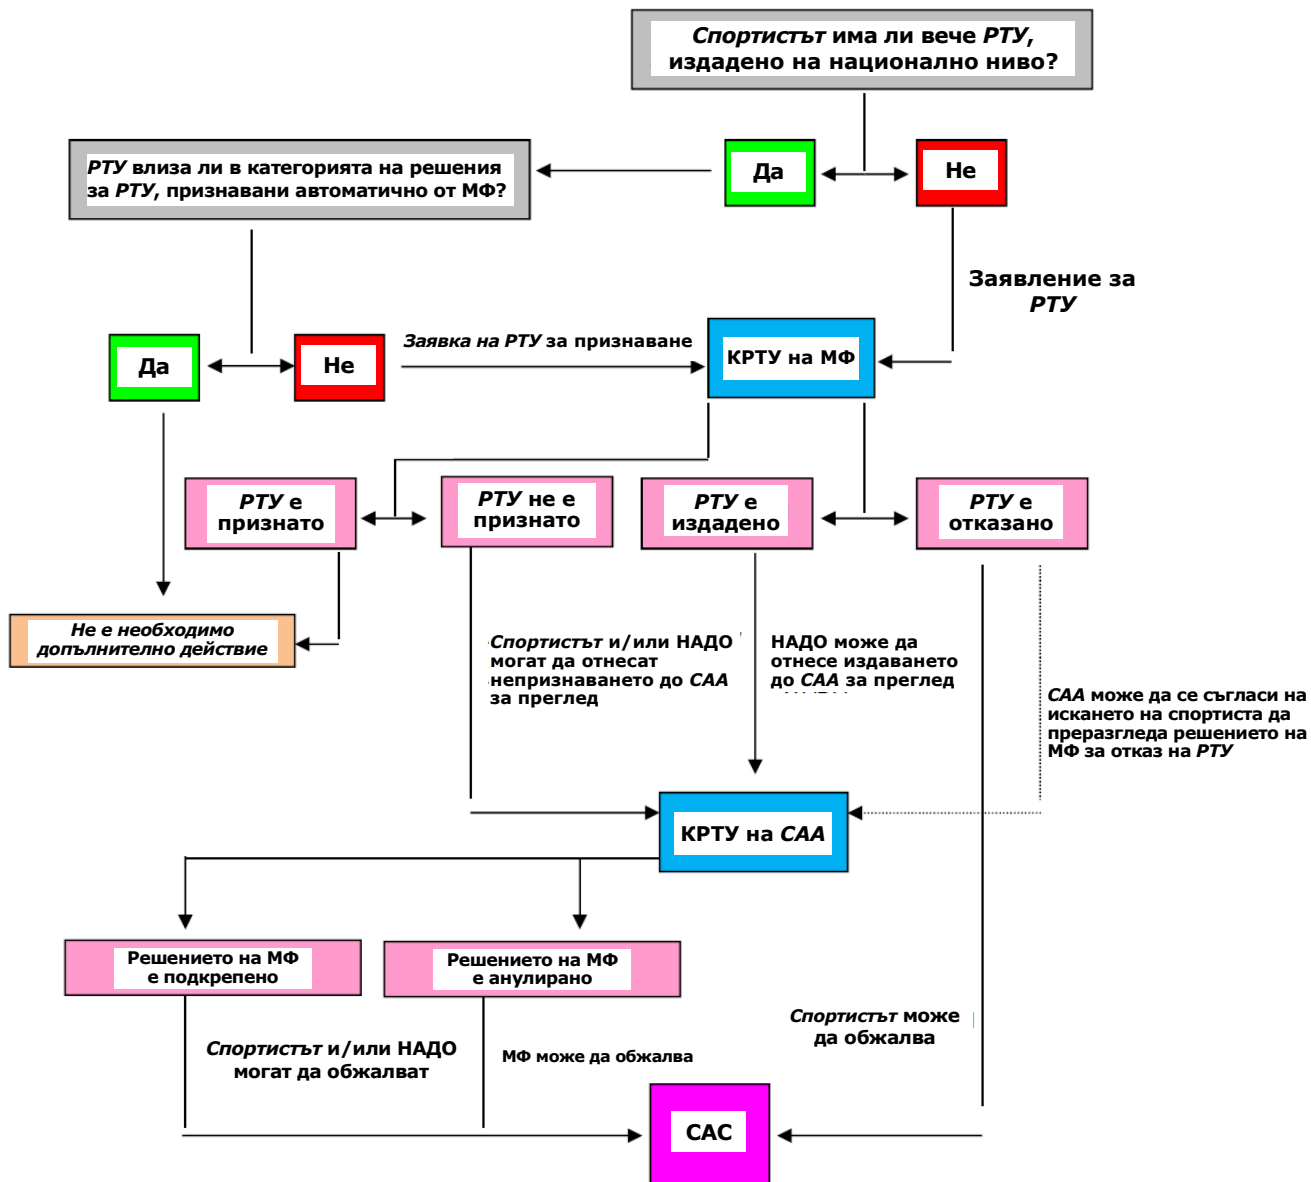 Спортистът има ли вече РТУ,
издадено на национално ниво?
РТУ влиза ли в категорията на решения
за РТУ, признавани автоматично от МФ?
Да
Не
Заявление за
РТУ
Да
Не
Заявка на РТУ за признаване
КРТУ на МФ
РТУ е
признато
РТУ не е
признато
РТУ е
издадено
РТУ е
отказано
Не е необходимо
допълнително действие
Спортистът и/или НАДО
могат да отнесат
непризнаването до САА
за преглед
НАДО може да
отнесе издаването
до САА за преглед
САА може да се съгласи на
искането на спортиста да
преразгледа решението на
МФ за отказ на РТУ
КРТУ на САА
Решението на МФ
е подкрепено
Решението на МФ
е анулирано
Спортистът и/или НАДО
могат да обжалват
МФ може да обжалва
Спортистът може
да обжалва
САС